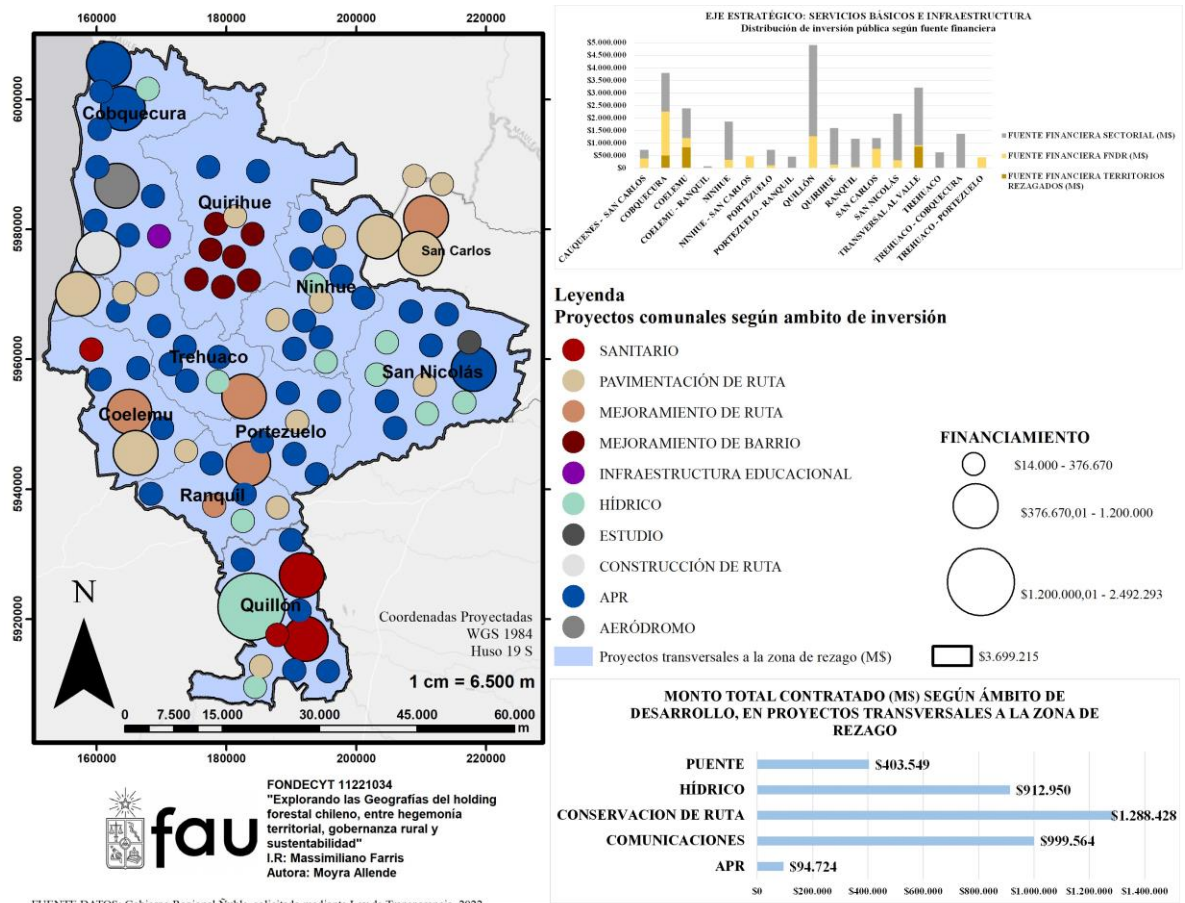 160000
180000
200000
220000
6000000
5980000
5960000
5940000
5920000
Cobquecura
Quirihue
San Carlos
Ninhue
Trehuaco
San Nicolás
Coelemu
Portezuelo
Ranquil
Quillón
N
Coordenadas Proyectadas
WGS 1984
Huso 19 S
1 cm = 6.500 m
0 7.500 15.000 30.000 45.000 60.000
m
160000
180000
200000
220000
fau
FONDECYT 11221034
"Explorando las Geografías del holding
forestal chileno, entre hegemonía
territorial, gobernanza rural y
sustentabilidad"
I.R: Massimiliano Farris
Autora: Moyra Allende
EJE ESTRATÉGICO: SERVICIOS BÁSICOS E INFRAESTRUCTURA
Distribución de inversión pública según fuente financiera
$5.000.000
$4.500.000
$4.000.000
$3.500.000
$3.000.000
$2.500.000
$2.000.000
$1.500.000
$1.000.000
$500.000
$0
CAUQUENES - SAN CARLOS
COBQUECURA
COELEMU
COELEMU - RANQUIL
NINHUE
NINHUE - SAN CARLOS
PORTEZUELO
PORTEZUELO - RANQUIL
QUILLÓN
QUIRIHUE
RANQUIL
SAN CARLOS
SAN NICOLÁS
TRANSVERSAL AL VALLE
TREHUACO
TREHUACO - COBQUECURA
TREHUACO - PORTEZUELO
FUENTE FINANCIERA SECTORIAL (M$)
FUENTE FINANCIERA FNDR (M$)
FUENTE FINANCIERA TERRITORIOS
REZAGADOS (M$)
Leyenda
Proyectos comunales según ambito de inversión
SANITARIO
PAVIMENTACIÓN DE RUTA
MEJORAMIENTO DE RUTA
MEJORAMIENTO DE BARRIO
INFRAESTRUCTURA EDUCACIONAL
HÍDRICO
ESTUDIO
CONSTRUCCIÓN DE RUTA
APR
AERÓDROMO
Proyectos transversales a la zona de rezago (M$)
FINANCIAMIENTO
$14.000 - 376.670
$376.670,01 - 1.200.000
$1.200.000,01 - 2.492.293
$3.699.215
MONTO TOTAL CONTRATADO (M$) SEGÚN ÁMBITO DE
DESARROLLO, EN PROYECTOS TRANSVERSALES A LA ZONA DE
REZAGO
PUENTE $403.549
HÍDRICO $912.950
CONSERVACION DE RUTA $1.288.428
COMUNICACIONES $999.564
APR $94.724
$0 $200.000 $400.000 $600.000 $800.000 $1.000.000 $1.200.000 $1.400.000